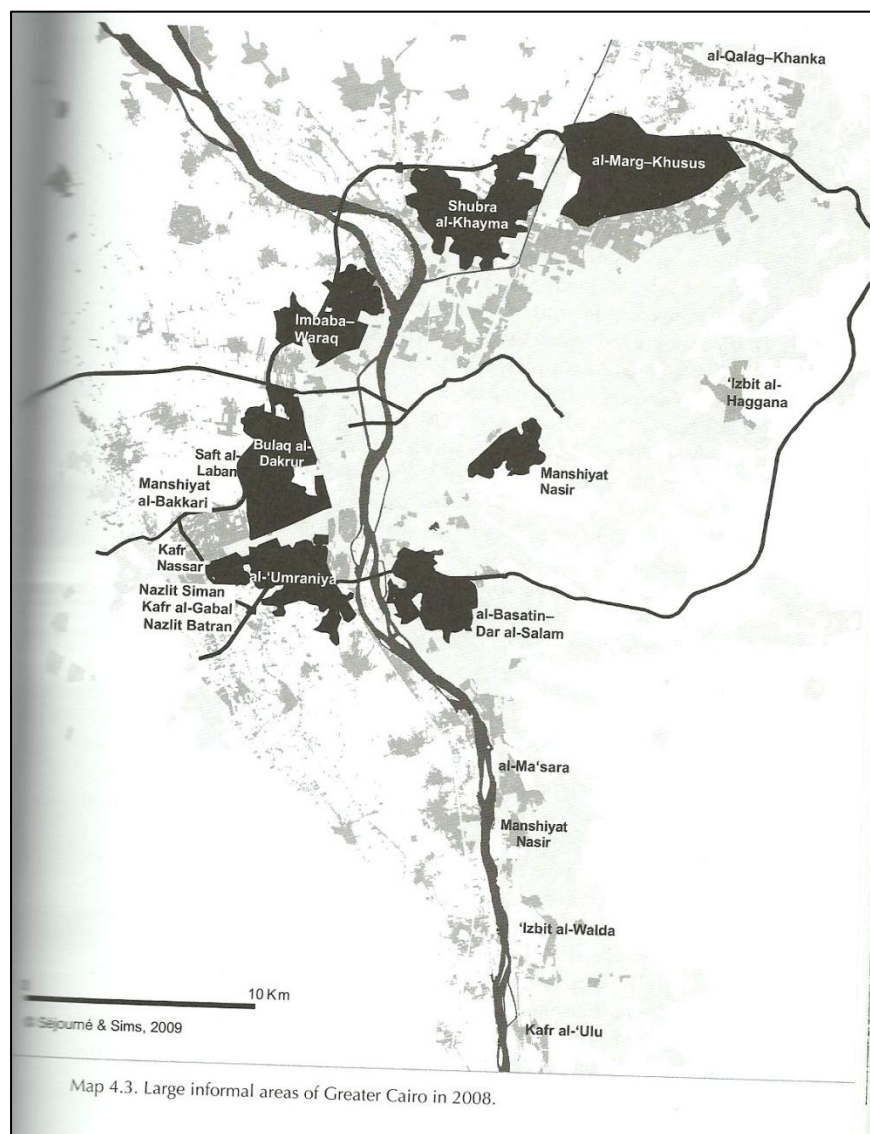 al-Qalag–Khanka
al-Marg–Khusus
Shubra
al-Khayma
Imbaba–
Waraq
'Izbit al-
Haggana
Bulaq al-
Dakrur
Saft al-
Laban
Manshiyat
al-Bakkari
Manshiyat
Nasir
Kafr
Nassar
al-'Umraniya
Nazlit Siman
Kafr al-Gabal
Nazlit Batran
al-Basatin–
Dar al-Salam
al-Ma'sara
Manshiyat
Nasir
'Izbit al-Walda
Kafr al-'Ulu
10 Km
© Sejourné & Sims, 2009
Map 4.3. Large informal areas of Greater Cairo in 2008.